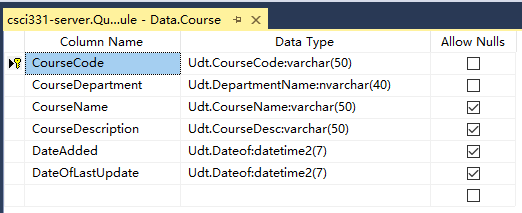 csci331-server.Qu...ule - Data.Course
Column Name Data Type Allow Nulls
CourseCode Udt.CourseCode:varchar(50)
CourseDepartment Udt.DepartmentName:nvarchar(40)
CourseName Udt.CourseName:varchar(50)
CourseDescription Udt.CourseDesc:varchar(50)
DateAdded Udt.Dateof:datetime2(7)
DateOfLastUpdate Udt.Dateof:datetime2(7)